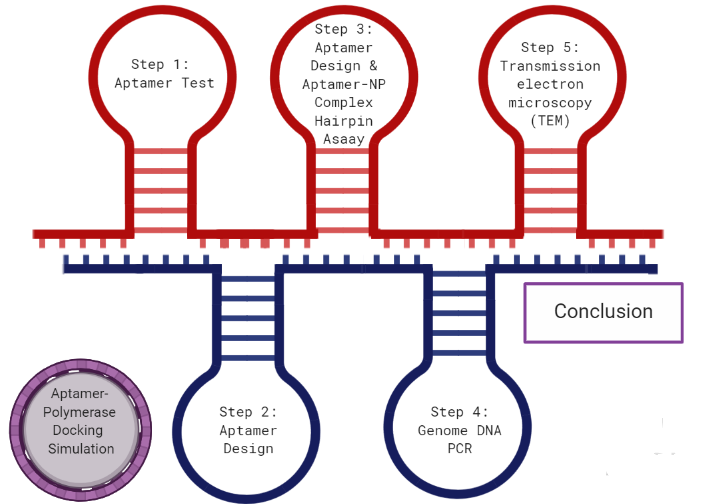 Step 1:
Aptamer Test
Step 3:
Aptamer
Design &
Aptamer-NP
Complex
Hairpin
Asaay
Step 5:
Transmission
electron
microscopy
(TEM)
Conclusion
Aptamer-
Polymerase
Docking
Simulation
Step 2:
Aptamer
Design
Step 4:
Genome DNA
PCR